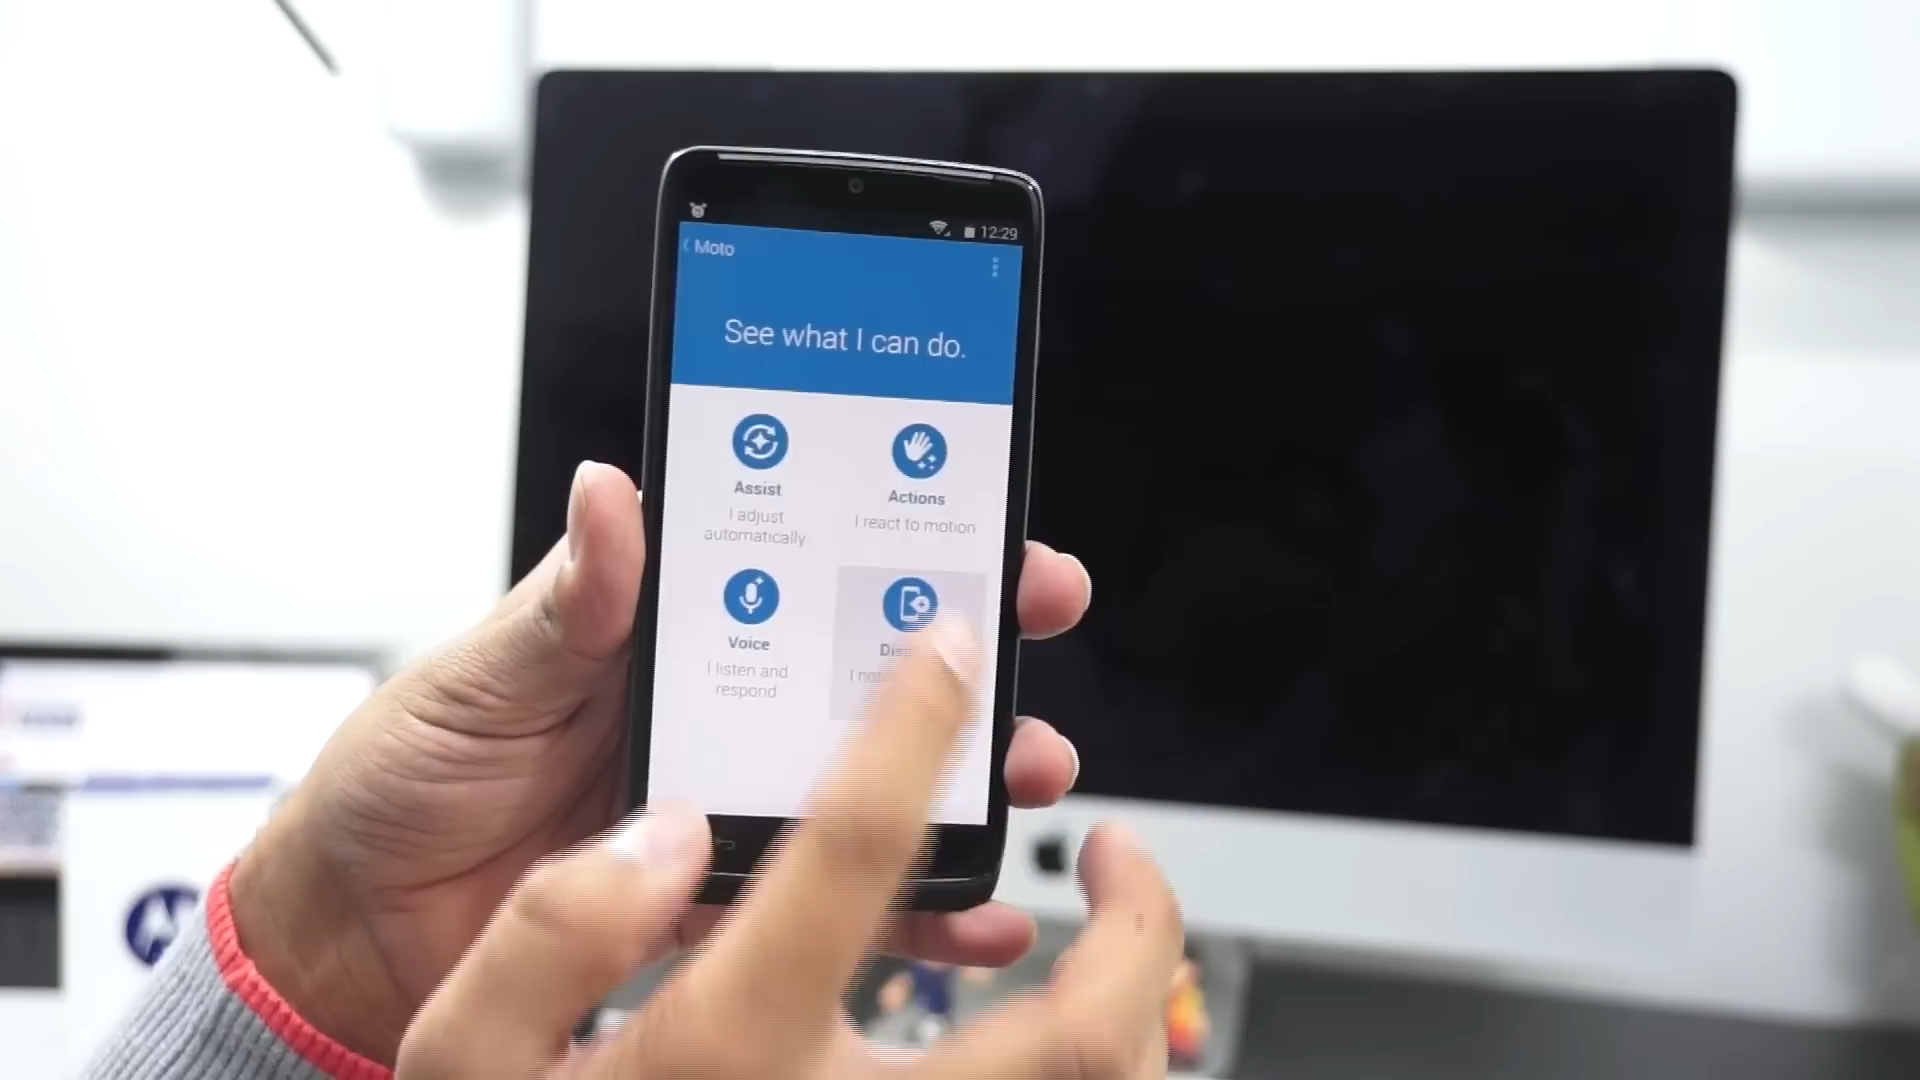 12:29
Moto
See what I can do.
Assist
I adjust
automatically
Actions
I react to motion
Voice
I listen and
respond
I